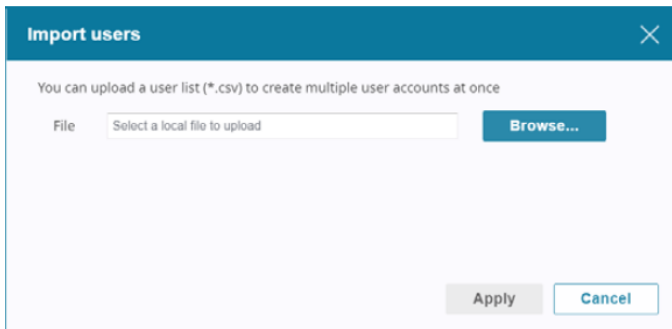 Import users
You can upload a user list (*.csv) to create multiple user accounts at once
File Select a local file to upload Browse...
Apply Cancel